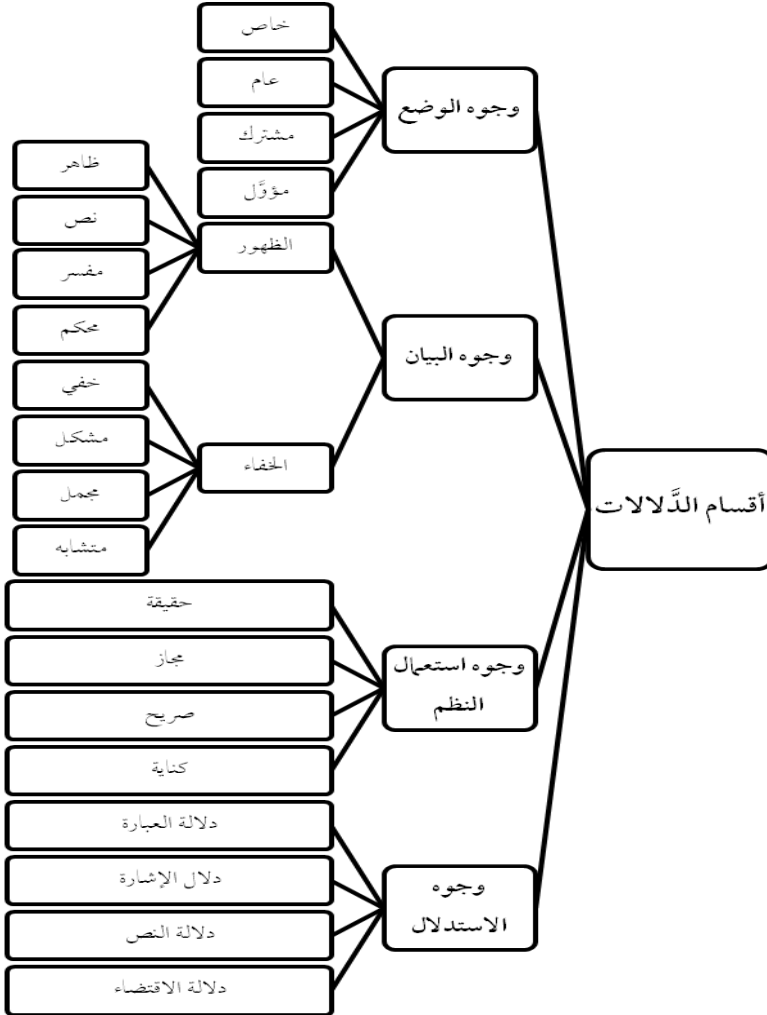 أقسام الدَّلالات
وجوه الوضع
خاص
عام
مشترك
مؤوَّل
وجوه البيان
الظهور
ظاهر
نص
مفسر
محكم
الخفاء
خفي
مشكل
مجمل
متشابه
وجوه استعمال
النظم
حقيقة
مجاز
صريح
كناية
وجوه
الاستدلال
دلالة العبارة
دلال الإشارة
دلالة النص
دلالة الاقتضاء